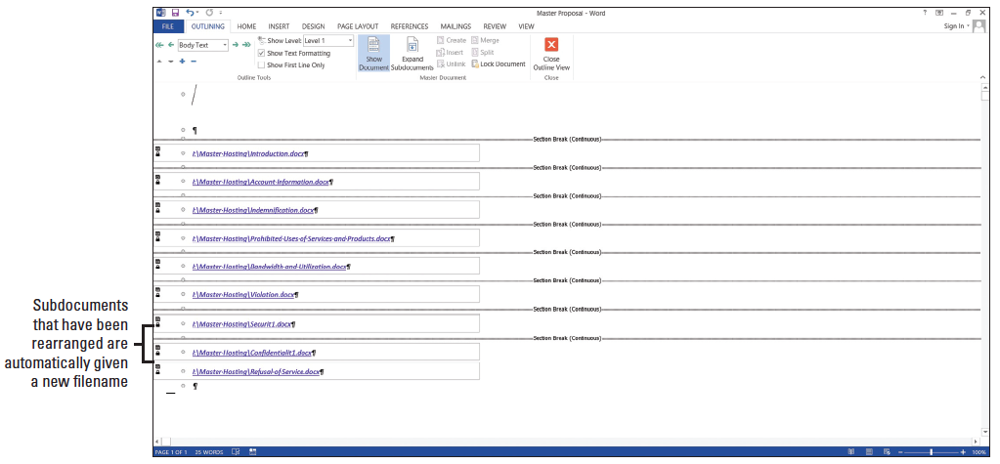 Master Proposal - Word
Sign In
FILE OUTLINING HOME INSERT DESIGN PAGE LAYOUT REFERENCES MAILINGS REVIEW VIEW
Body Text
Show Level: Level 1
Show Text Formatting
Show First Line Only
Outline Tools
Show Document
Expand Subdocuments
Create Merge
Insert Split
Unlink Lock Document
Master Document
Close Outline View
Close
¶
Section Break (Continuous)
I:\Master-Hosting\Introduction.docx¶
Section Break (Continuous)
I:\Master-Hosting\Account-Information.docx¶
Section Break (Continuous)
I:\Master-Hosting\Indemnification.docx¶
Section Break (Continuous)
I:\Master-Hosting\Prohibited-Uses-of-Services-and-Products.docx¶
Section Break (Continuous)
I:\Master-Hosting\Bandwidth-and-Utilization.docx¶
Section Break (Continuous)
I:\Master-Hosting\Violation.docx¶
Section Break (Continuous)
I:\Master-Hosting\Securit1.docx¶
Section Break (Continuous)
I:\Master-Hosting\Confidentialit1.docx¶
I:\Master-Hosting\Refusal-of-Service.docx¶
¶
Subdocuments
that have been
rearranged are
automatically given
a new filename
PAGE 1 OF 1 25 WORDS
100%